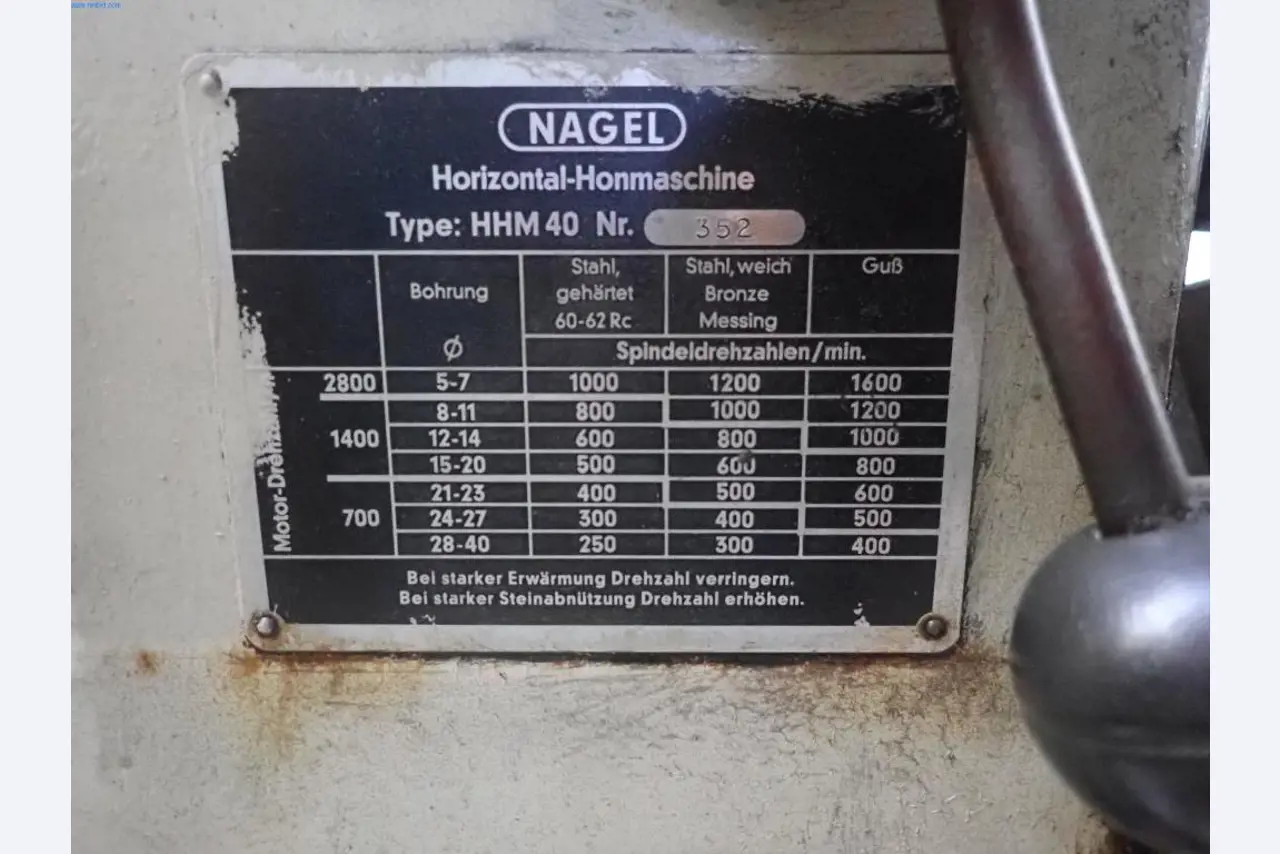 NAGEL
Horizontal-Honmaschine
Type: HHM 40 Nr. 352
Bohrung Ø
Stahl, gehärtet 60-62 Rc
Stahl, weich Bronze Messing
Guß
Spindeldrehzahlen/min.
2800 5-7 1000 1200 1600
8-11 800 1000 1200
1400 12-14 600 800 1000
15-20 500 600 800
21-23 400 500 600
700 24-27 300 400 500
28-40 250 300 400
Bei starker Erwärmung Drehzahl verringern.
Bei starker Steinabnützung Drehzahl erhöhen.